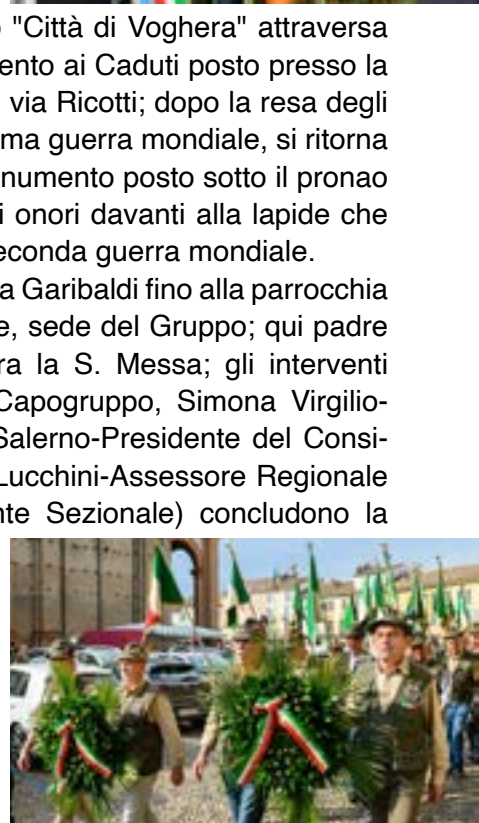 "Città di Voghera" attraversa
ento ai Caduti posto presso la
via Ricotti; dopo la resa degli
ma guerra mondiale, si ritorna
numento posto sotto il pronao
i onori davanti alla lapide che
econda guerra mondiale.
a Garibaldi fino alla parrocchia
e, sede del Gruppo; qui padre
ra la S. Messa; gli interventi
Capogruppo, Simona Virgilio-
Salerno-Presidente del Consi-
Lucchini-Assessore Regionale
nte Sezionale) concludono la